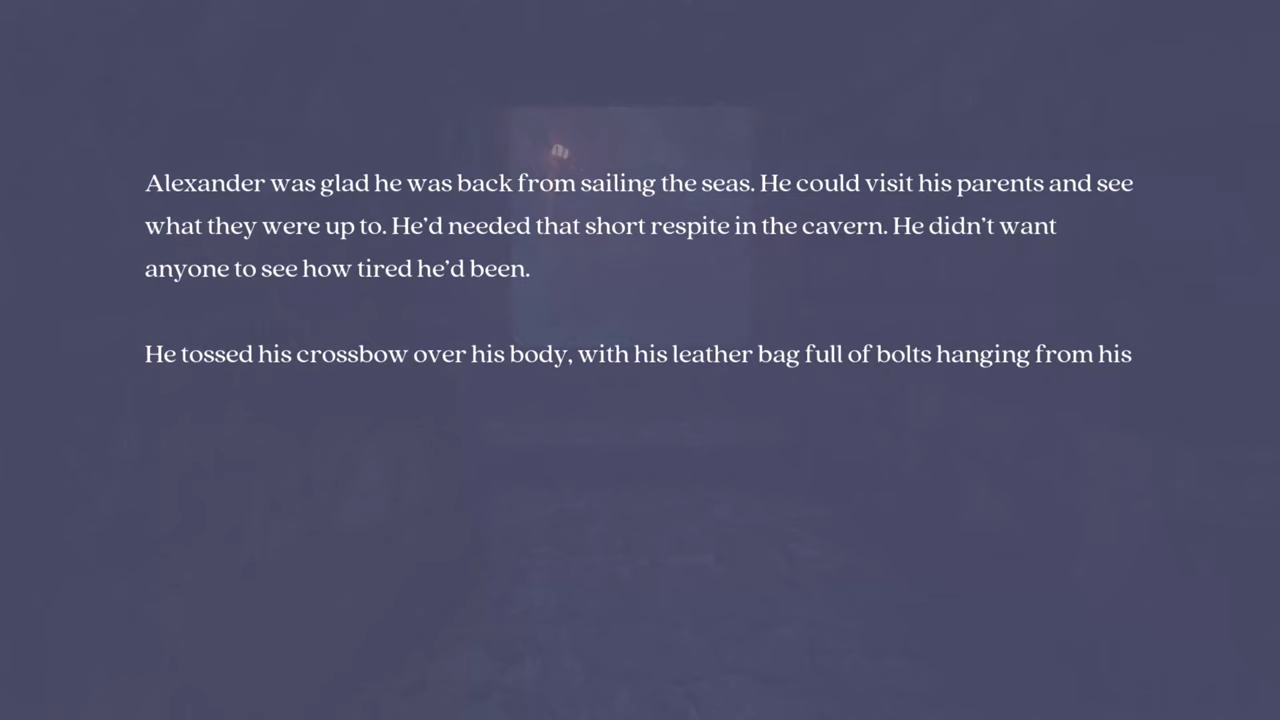 Alexander was glad he was back from sailing the seas. He could visit his parents and see
what they were up to. He’d needed that short respite in the cavern. He didn’t want
anyone to see how tired he’d been.
He tossed his crossbow over his body, with his leather bag full of bolts hanging from his